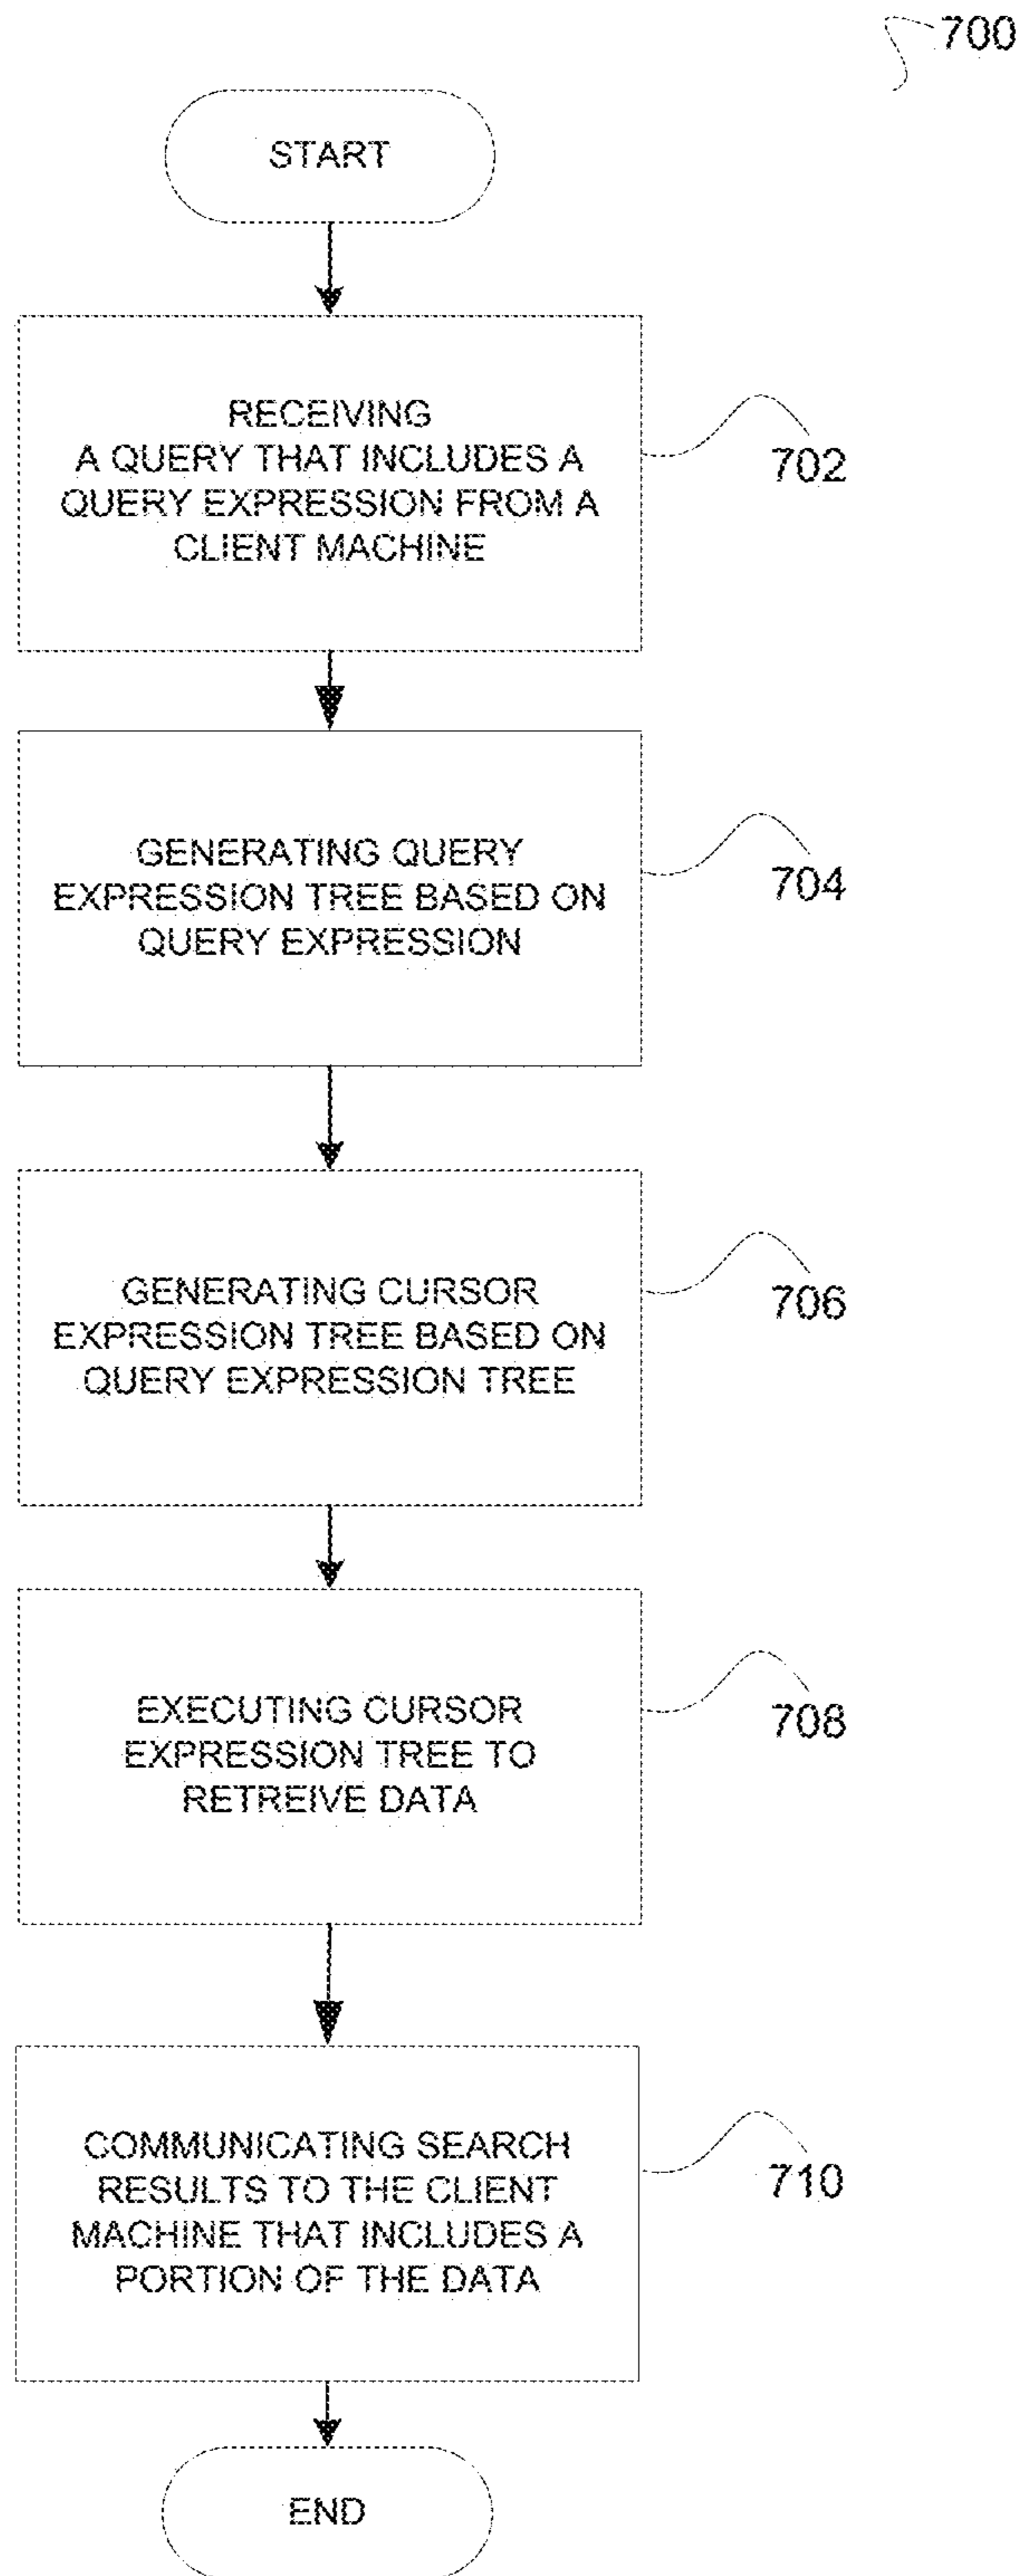 700
START
RECEIVING
A QUERY THAT INCLUDES A
QUERY EXPRESSION FROM A
CLIENT MACHINE
702
GENERATING QUERY
EXPRESSION TREE BASED ON
QUERY EXPRESSION
704
GENERATING CURSOR
EXPRESSION TREE BASED ON
QUERY EXPRESSION TREE
706
EXECUTING CURSOR
EXPRESSION TREE TO
RETREIVE DATA
708
COMMUNICATING SEARCH
RESULTS TO THE CLIENT
MACHINE THAT INCLUDES A
PORTION OF THE DATA
710
END